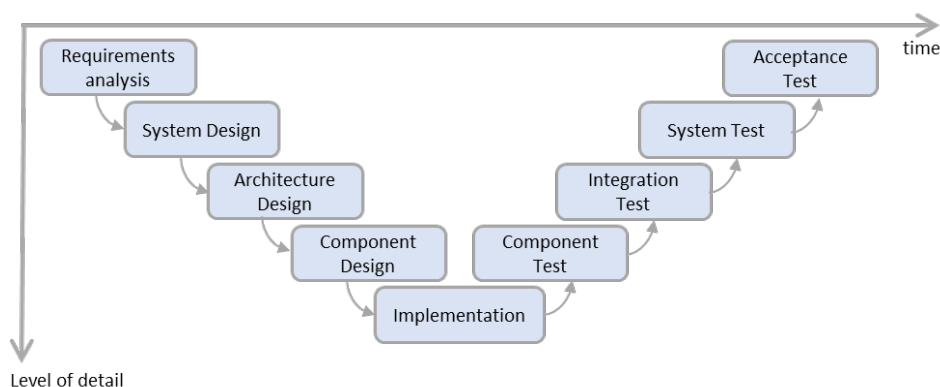 time
Requirements
analysis
Acceptance
Test
System Design
System Test
Architecture
Design
Integration
Test
Component
Design
Component
Test
Implementation
Level of detail